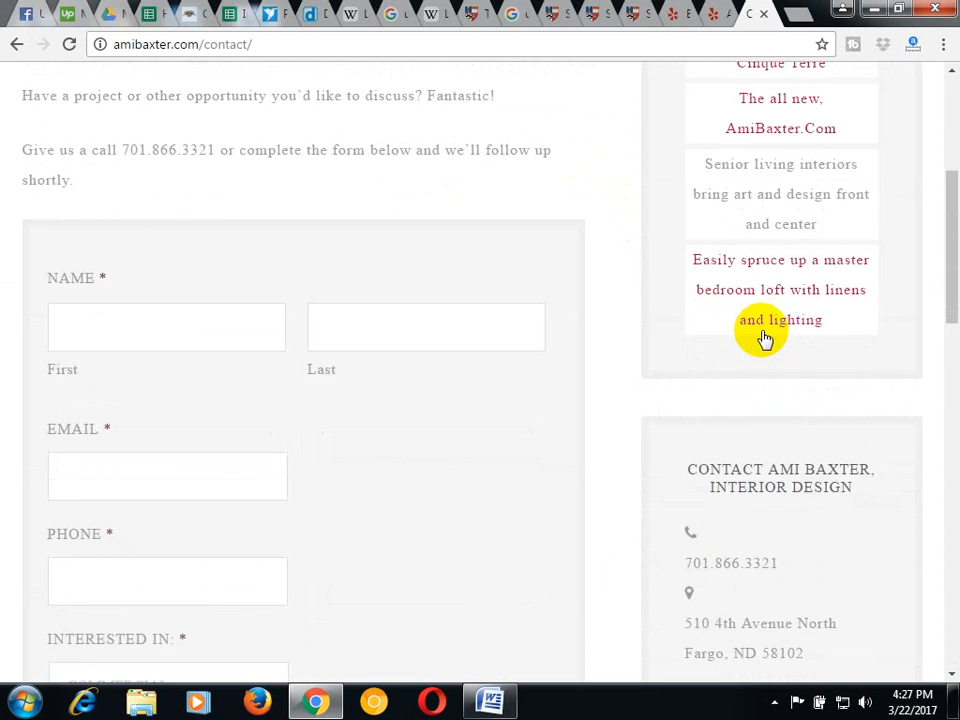 amibaxter.com/contact/
Have a project or other opportunity you'd like to discuss? Fantastic!
Give us a call 701.866.3321 or complete the form below and we'll follow up
shortly.
NAME *
First
Last
EMAIL *
PHONE *
INTERESTED IN: *
Cinque Terre
The all new,
AmiBaxter.Com
Senior living interiors
bring art and design front
and center
Easily spruce up a master
bedroom loft with linens
and lighting
CONTACT AMI BAXTER,
INTERIOR DESIGN
701.866.3321
510 4th Avenue North
Fargo, ND 58102
4:27 PM
3/22/2017